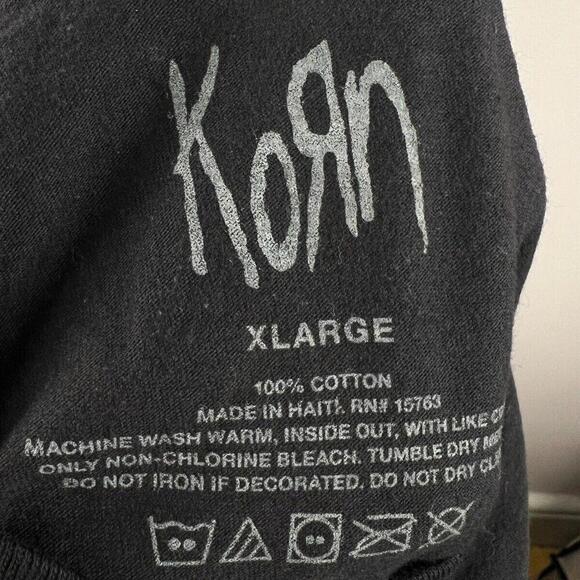 KoЯn
XLARGE
100% COTTON
MADE IN HAITI. RN# 15763
MACHINE WASH WARM, INSIDE OUT, WITH LIKE
ONLY NON-CHLORINE BLEACH. TUMBLE DRY
DO NOT IRON IF DECORATED. DO NOT DRY